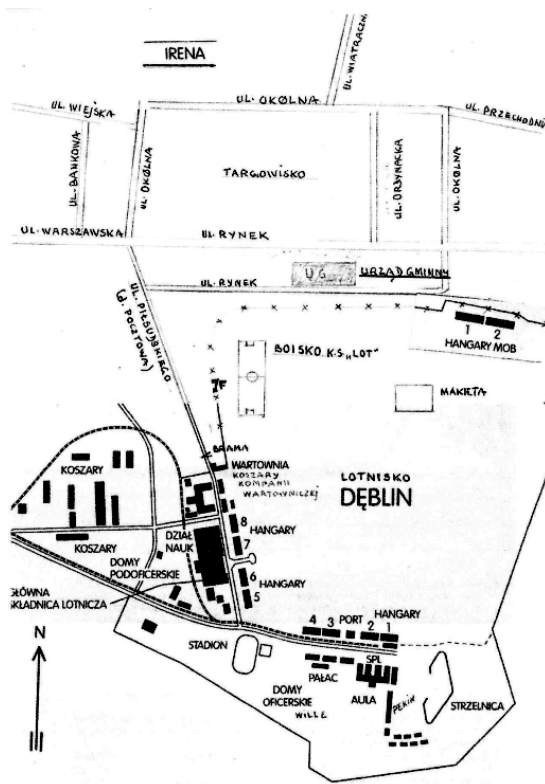 IRENA
UL. WIATRACZNA
UL. OKÓLNA
UL. WIEJSKA
UL. PRZECHODNIA
UL. BANKOWA
UL. OKÓLNA
TARGOWISKO
UL. ORDYNACKA
UL. OKÓLNA
UL. WARSZAWSKA
UL. RYNEK
U.G.
URZĄD GMINNY
UL. RYNEK
UL. PIŁSUDSKIEGO
(d. POCZTOWA)
1 2
HANGARY MOB
BOISKO K.S. „LOT"
MAKIETA
BRAMA
WARTOWNIA
KOSZARY
KOMPANII
WARTOWNICZEJ
KOSZARY
LOTNISKO
DĘBLIN
DZIAŁ
NAUK
8
HANGARY
7
KOSZARY
DOMY
PODOFICERSKIE
6
HANGARY
5
GŁÓWNA
SKŁADNICA LOTNICZA
N
4 3 PORT 2 1
HANGARY
STADION
SPL
PAŁAC
DOMY
OFICERSKIE
WILLE
AULA
PEKIN
STRZELNICA